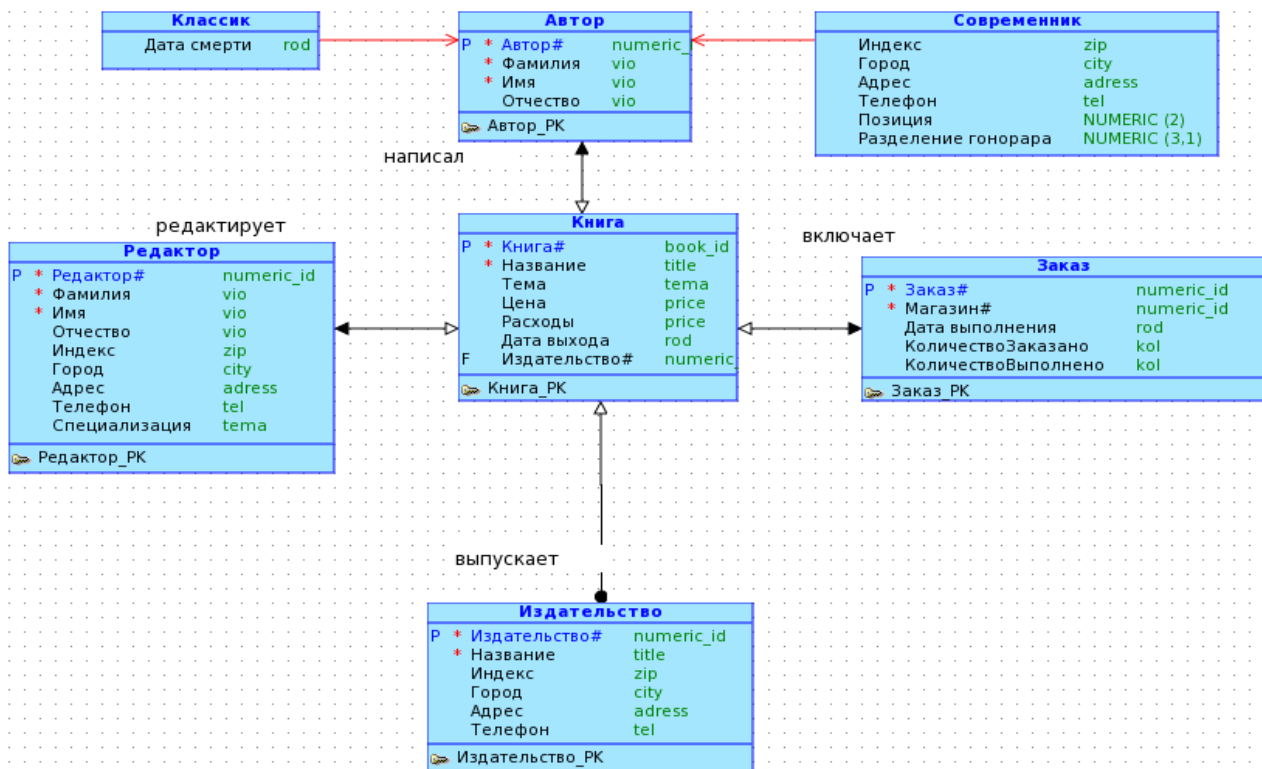 Классик
Дата смерти rod
Автор
P * Автор# numeric_
* Фамилия vio
* Имя vio
Отчество vio
Автор_PK
Современник
Индекс zip
Город city
Адрес adress
Телефон tel
Позиция NUMERIC (2)
Разделение гонорара NUMERIC (3,1)
написал
редактирует
включает
Редактор
P * Редактор# numeric_id
* Фамилия vio
* Имя vio
Отчество vio
Индекс zip
Город city
Адрес adress
Телефон tel
Специализация tema
Редактор_PK
Книга
P * Книга# book_id
* Название title
Тема tema
Цена price
Расходы price
Дата выхода rod
F Издательство# numeric_
Книга_PK
Заказ
P * Заказ# numeric_id
* Магазин# numeric_id
Дата выполнения rod
КоличествоЗаказано kol
КоличествоВыполнено kol
Заказ_PK
выпускает
Издательство
P * Издательство# numeric_id
* Название title
Индекс zip
Город city
Адрес adress
Телефон tel
Издательство_PK